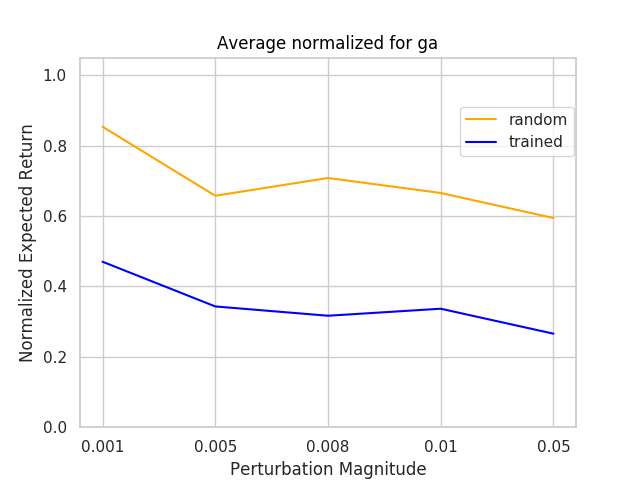 Average normalized for ga
Normalized Expected Return
1.0
0.8
0.6
0.4
0.2
0.0
random
trained
0.001 0.005 0.008 0.01 0.05
Perturbation Magnitude